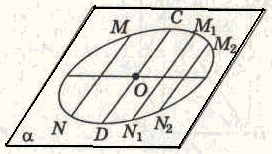 M C M₁
M₂
O
N D N₁ N₂
α